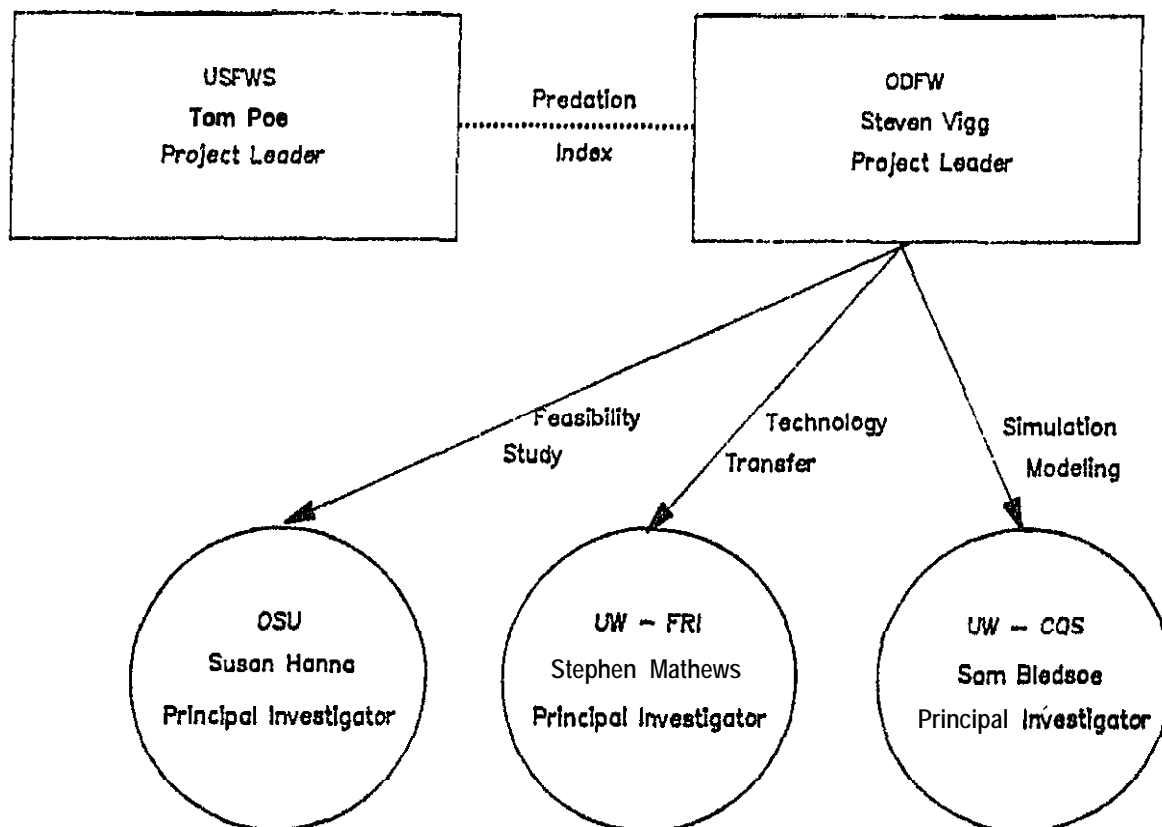 USFWS
Tom Poe
Project Leader
Predation
Index
ODFW
Steven Vigg
Project Leader
Feasibility
Study
Technology
Transfer
Simulation
Modeling
OSU
Susan Hanna
Principal Investigator
UW - FRI
Stephen Mathews
Principal Investigator
UW - CQS
Sam Bledsoe
Principal Investigator